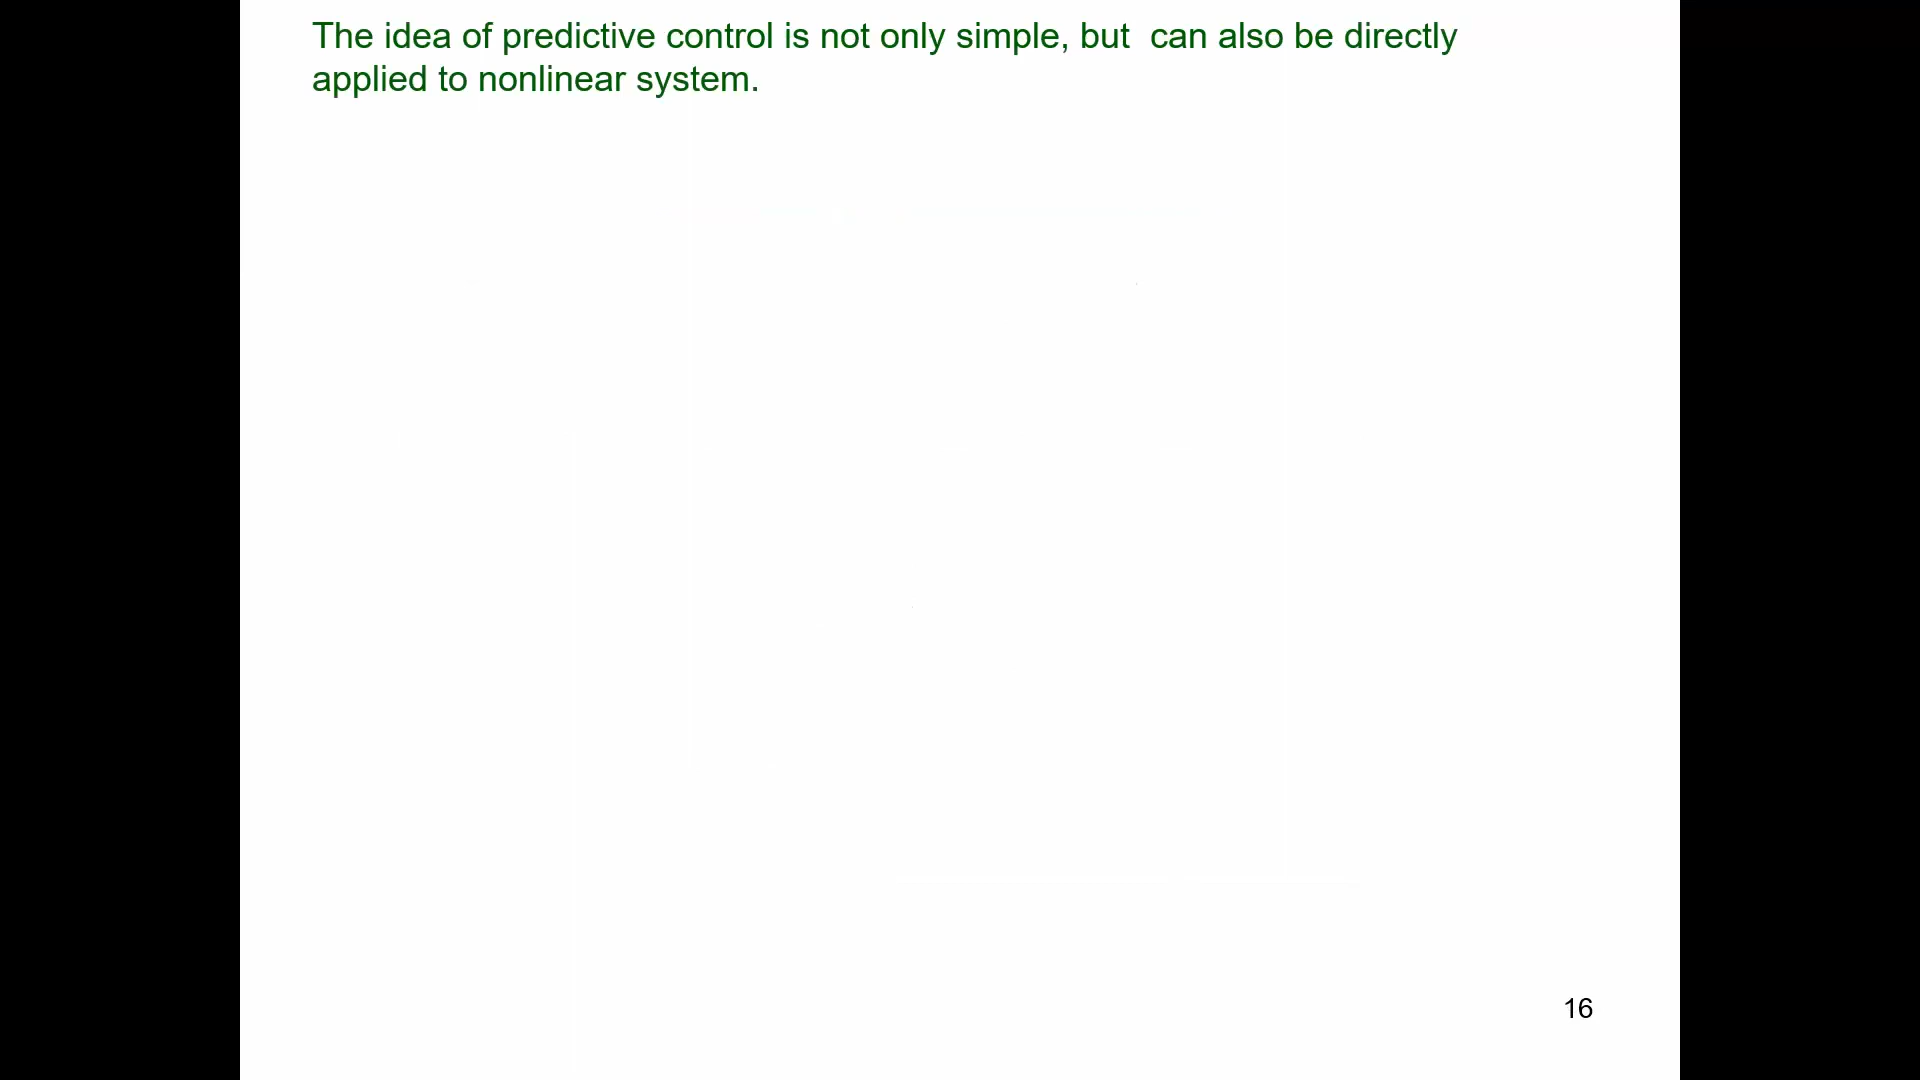 The idea of predictive control is not only simple, but  can also be directly
applied to nonlinear system.
16